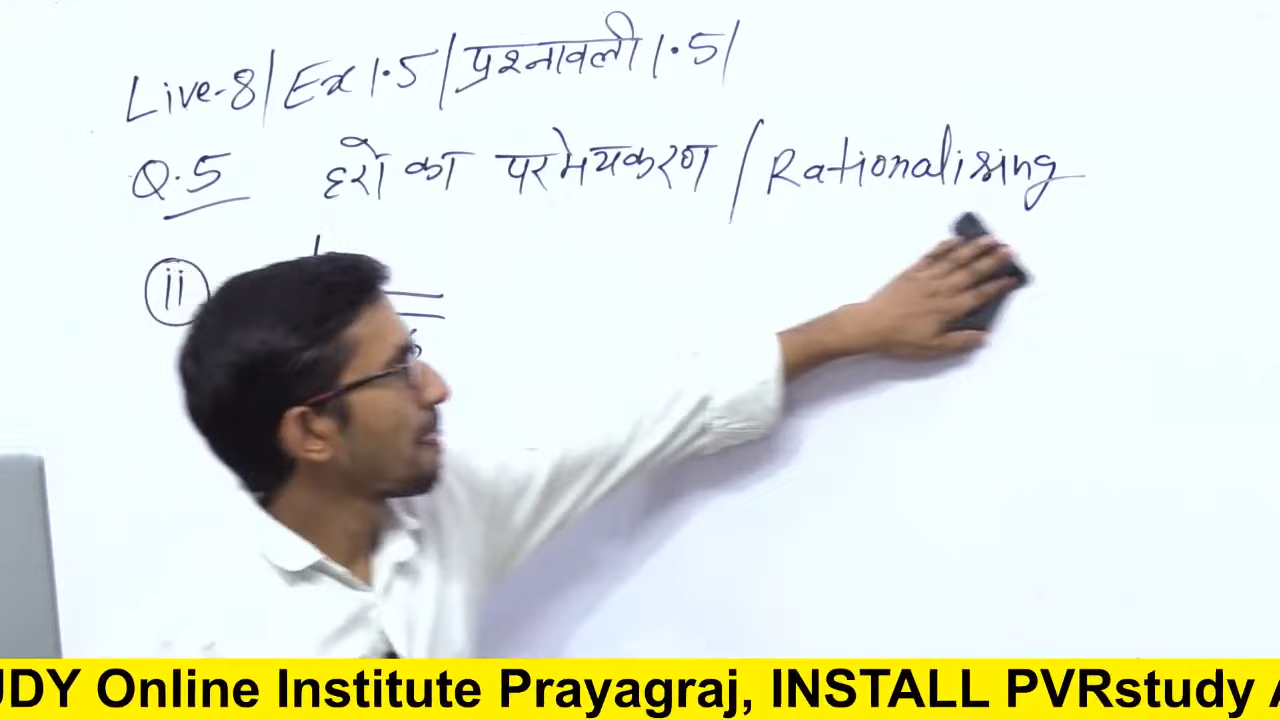 Live-8/ Ex 1.5/ प्रश्नावली 1.5/
Q.5 हरों का परमेयकरण / Rationalising
ii
UDY Online Institute Prayagraj, INSTALL PVRstudy A